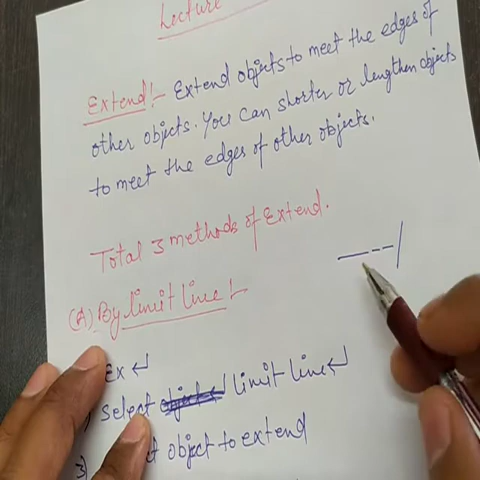 Lecture
Extend:- Extend objects to meet the edges of
other objects. You can shorter or lengthen objects
to meet the edges of other objects.
Total 3 methods of Extend.
(A) By limit line:-
Ex ↵
Select limit line ↵
3) object to extend